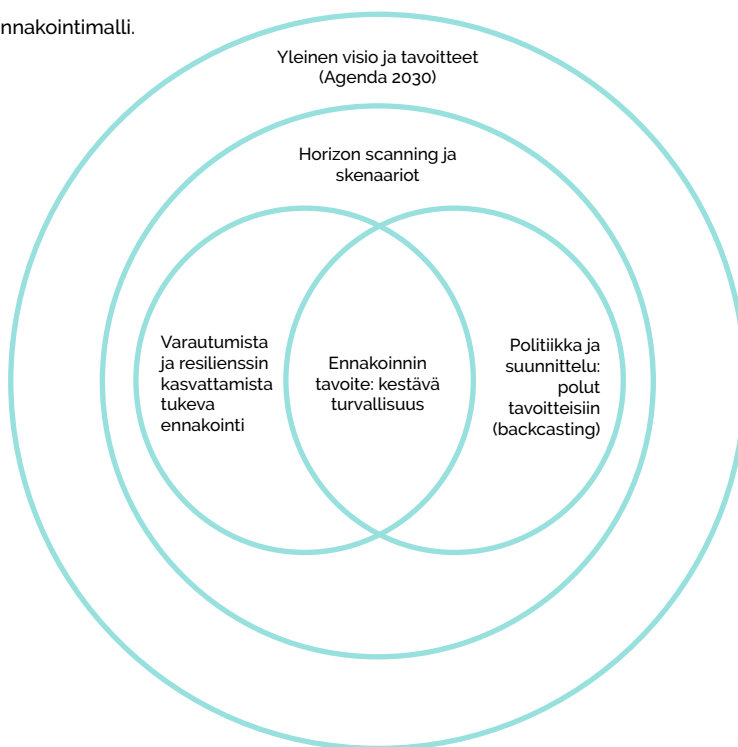 nnakointimalli.
Yleinen visio ja tavoitteet
(Agenda 2030)
Horizon scanning ja
skenaariot
Varautumista
ja resilienssin
kasvattamista
tukeva
ennakointi
Ennakoinnin
tavoite: kestävä
turvallisuus
Politiikka ja
suunnittelu:
polut
tavoitteisiin
(backcasting)